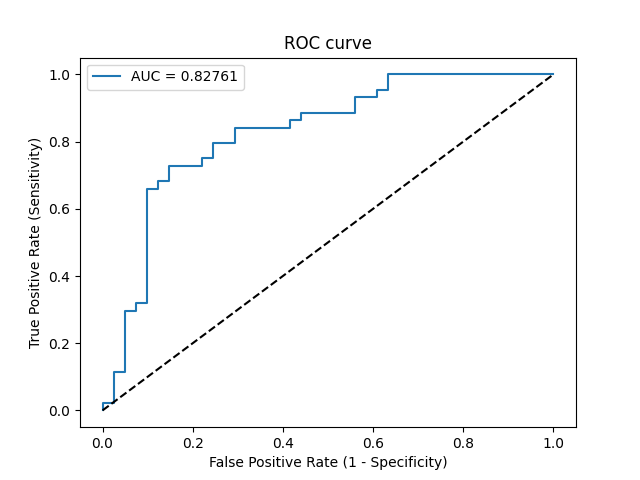 ROC curve
AUC = 0.82761
True Positive Rate (Sensitivity)
1.0
0.8
0.6
0.4
0.2
0.0
0.0 0.2 0.4 0.6 0.8 1.0
False Positive Rate (1 - Specificity)